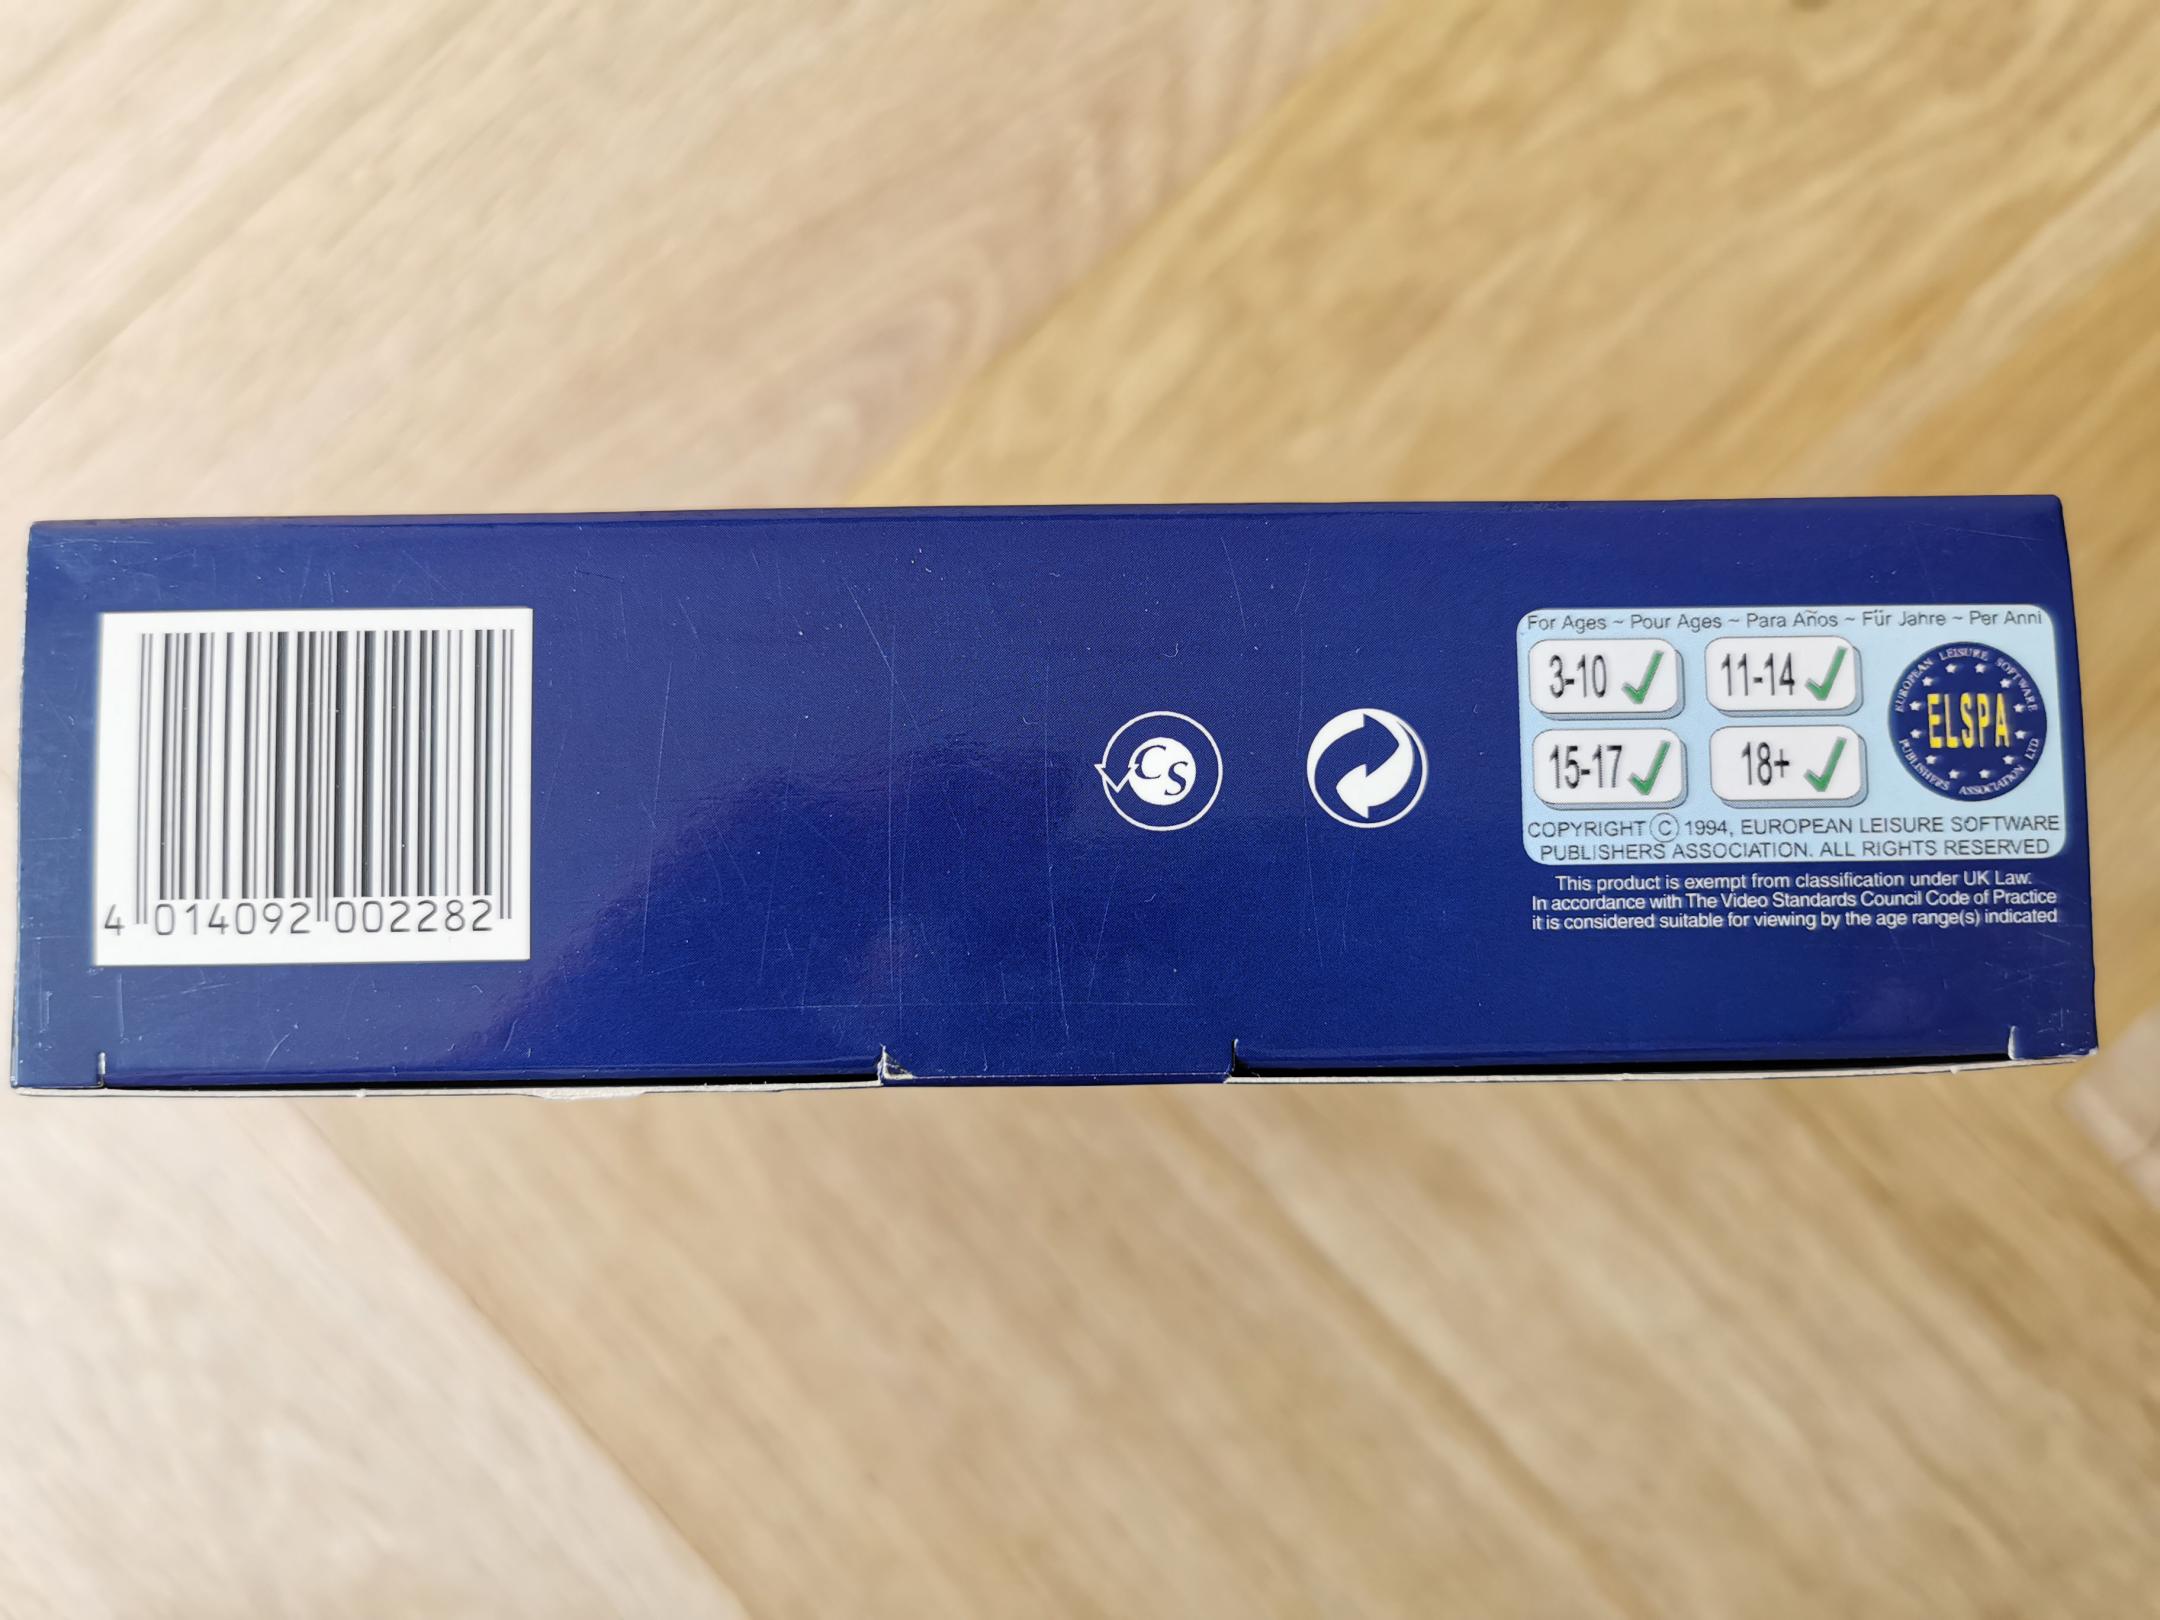 4 014092 002282
CS
For Ages ~ Pour Ages ~ Para Años ~ Für Jahre ~ Per Anni
3-10 11-14
15-17 18+
EUROPEAN LEISURE SOFTWARE
ELSPA
PUBLISHERS ASSOCIATION LTD
COPYRIGHT © 1994, EUROPEAN LEISURE SOFTWARE
PUBLISHERS ASSOCIATION. ALL RIGHTS RESERVED
This product is exempt from classification under UK Law.
In accordance with The Video Standards Council Code of Practice
it is considered suitable for viewing by the age range(s) indicated